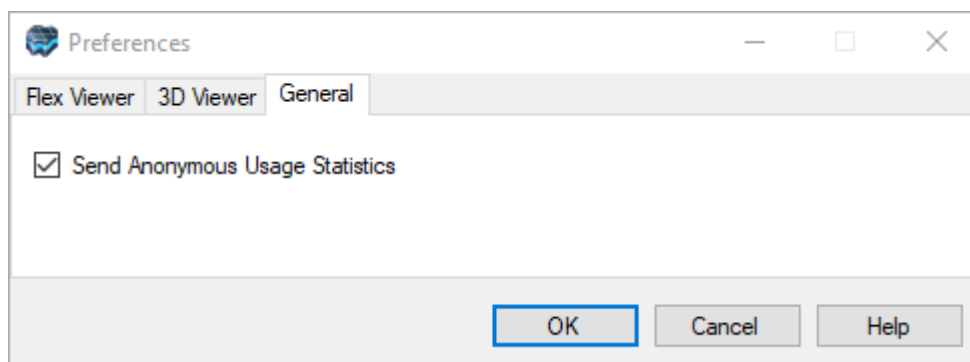 Preferences
Flex Viewer 3D Viewer General
Send Anonymous Usage Statistics
OK Cancel Help